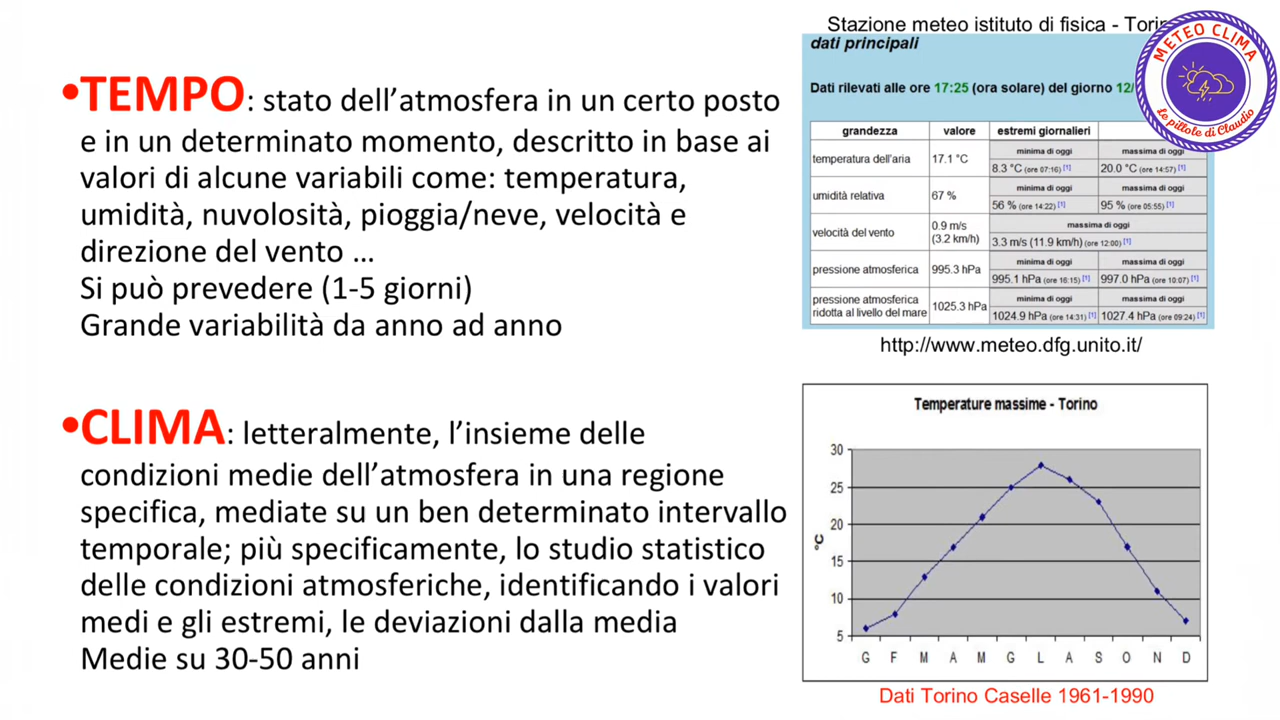 •TEMPO: stato dell'atmosfera in un certo posto
e in un determinato momento, descritto in base ai
valori di alcune variabili come: temperatura,
umidità, nuvolosità, pioggia/neve, velocità e
direzione del vento ...
Si può prevedere (1-5 giorni)
Grande variabilità da anno ad anno
•CLIMA: letteralmente, l'insieme delle
condizioni medie dell'atmosfera in una regione
specifica, mediate su un ben determinato intervallo
temporale; più specificamente, lo studio statistico
delle condizioni atmosferiche, identificando i valori
medi e gli estremi, le deviazioni dalla media
Medie su 30-50 anni
Stazione meteo istituto di fisica -
dati principali
Dati rilevati alle ore 17:25 (ora solare) del giorno 12/
grandezza valore estremi giornalieri
temperatura dell'aria 17.1 °C
minima di oggi massima di oggi
8.3 °C (ore 07:16) [1] 20.0 °C (ore 14:57) [1]
umidità relativa 67 %
minima di oggi massima di oggi
56 % (ore 14:22) [1] 95 % (ore 05:55) [1]
velocità del vento
0.9 m/s
(3.2 km/h)
massima di oggi
3.3 m/s (11.9 km/h) (ore 12:00) [1]
pressione atmosferica 995.3 hPa
minima di oggi massima di oggi
995.1 hPa (ore 16:15) [1] 997.0 hPa (ore 10:07) [1]
pressione atmosferica
ridotta al livello del mare
1025.3 hPa
minima di oggi massima di oggi
1024.9 hPa (ore 14:31) [1] 1027.4 hPa (ore 09:24) [1]
http://www.meteo.dfg.unito.it/
METEO CLIMA
Le pillole di Claudio
Temperature massime - Torino
°C
30
25
20
15
10
5
G F M A M G L A S O N D
Dati Torino Caselle 1961-1990